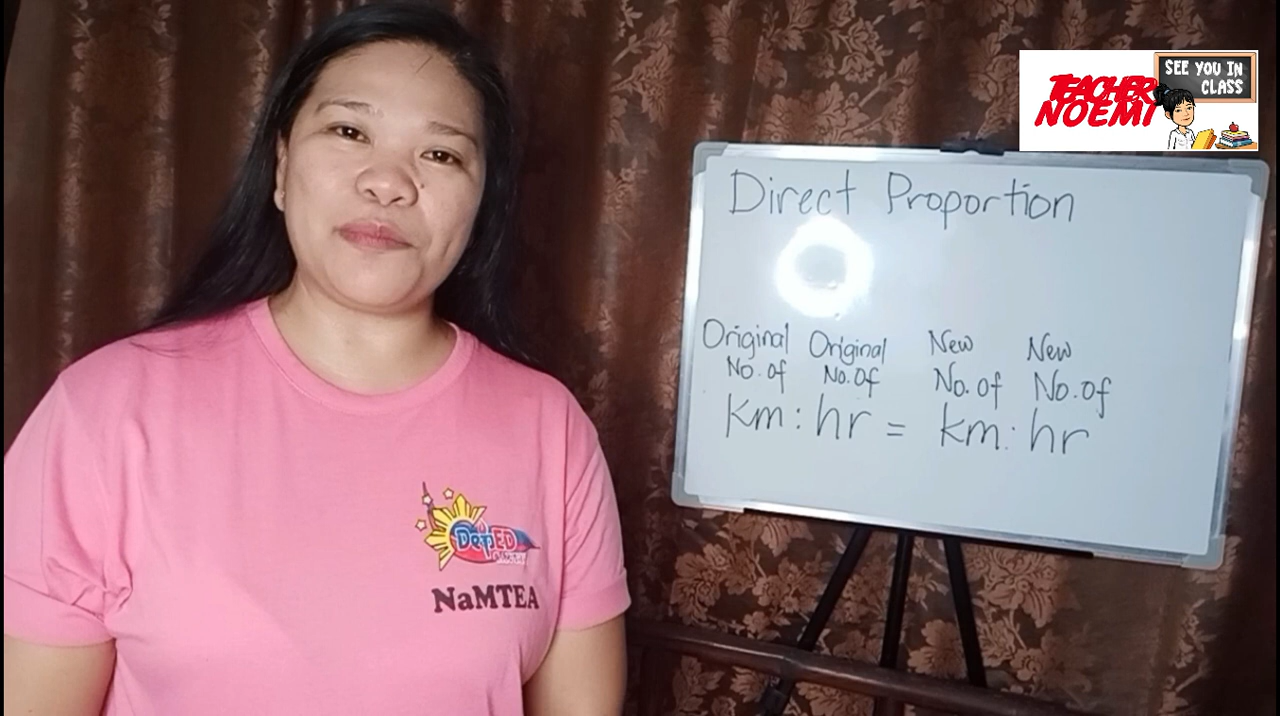 TEACHER
NOEMI
SEE YOU IN
CLASS
Direct Proportion
Original Original New New
No. of No. of No. of No. of
km : hr = km : hr
DepED
NaMTEA